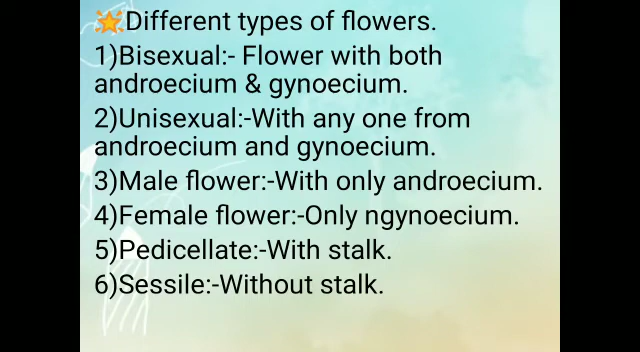 🌟Different types of flowers.
1)Bisexual:- Flower with both
androecium & gynoecium.
2)Unisexual:-With any one from
androecium and gynoecium.
3)Male flower:-With only androecium.
4)Female flower:-Only ngynoecium.
5)Pedicellate:-With stalk.
6)Sessile:-Without stalk.